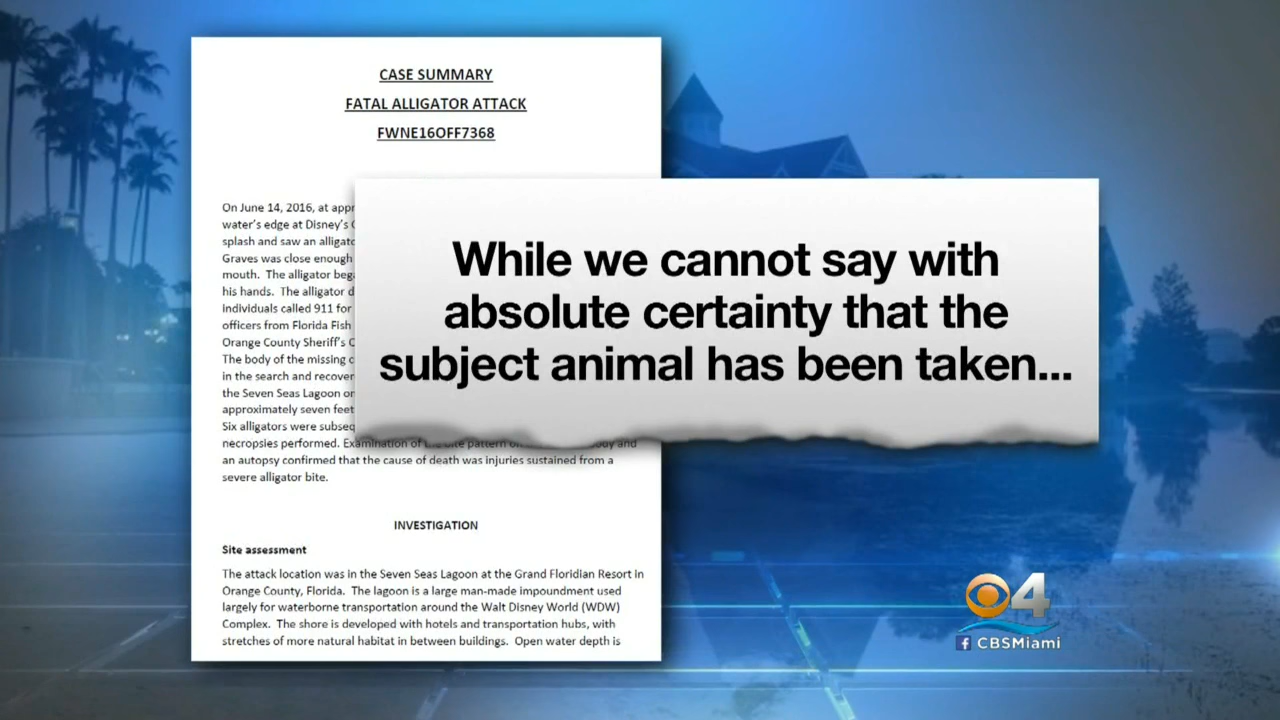 CASE SUMMARY
FATAL ALLIGATOR ATTACK
FWNE16OFF7368
On June 14, 2016, at
water's edge at Disney's
splash and saw an
Graves was close enough
mouth. The alligator
his hands. The alligator
individuals called 911 for
officers from Florida Fish
Orange County Sheriff's
The body of the missing
in the search and
the Seven Seas Lagoon
approximately seven feet
Six alligators were
necropsies performed. Examination of pattern and
an autopsy confirmed that the cause of death was injuries sustained from a
severe alligator bite.
While we cannot say with
absolute certainty that the
subject animal has been taken...
INVESTIGATION
Site assessment
The attack location was in the Seven Seas Lagoon at the Grand Floridian Resort in
Orange County, Florida. The lagoon is a large man-made impoundment used
largely for waterborne transportation around the Walt Disney World (WDW)
Complex. The shore is developed with hotels and transportation hubs, with
stretches of more natural habitat in between buildings. Open water depth is
4
f CBSMiami